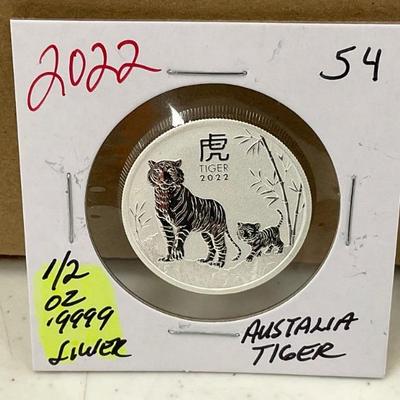 2022
54
虎
TIGER
2022
1/2
OZ
.9999
SILVER
AUSTALIA
TIGER